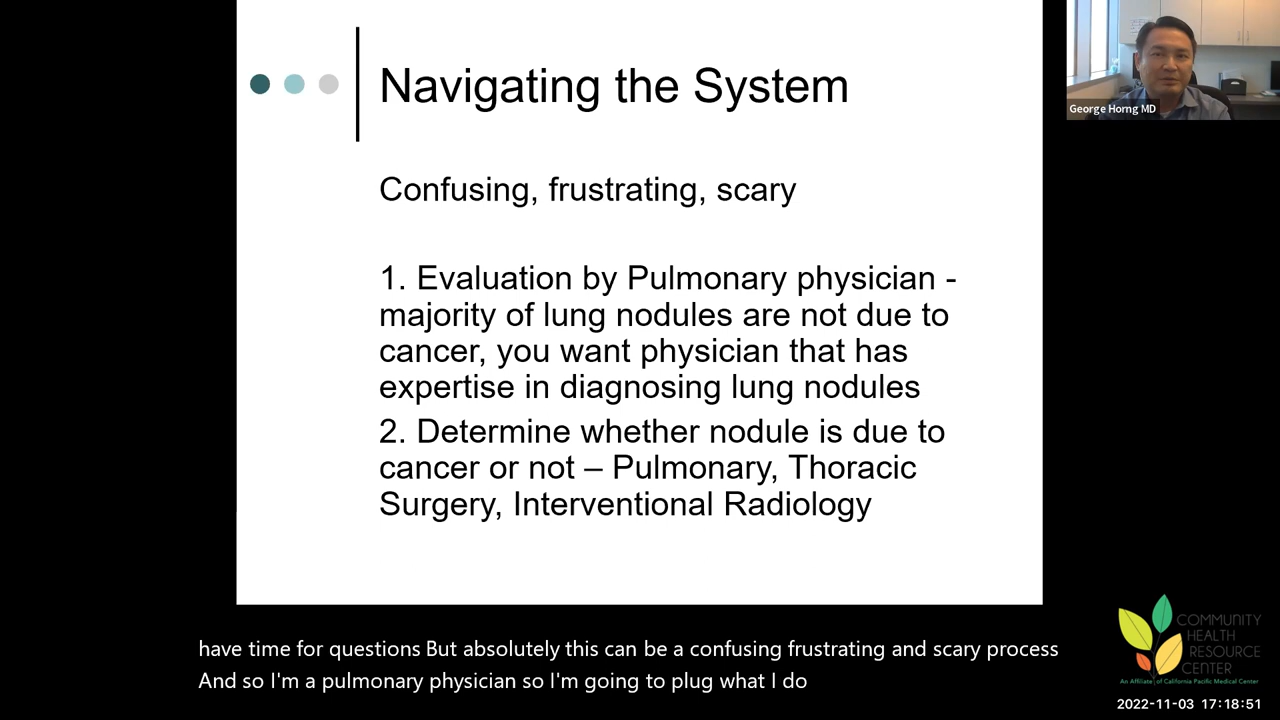 Navigating the System
Confusing, frustrating, scary
1. Evaluation by Pulmonary physician -
majority of lung nodules are not due to
cancer, you want physician that has
expertise in diagnosing lung nodules
2. Determine whether nodule is due to
cancer or not – Pulmonary, Thoracic
Surgery, Interventional Radiology
George Horng MD
have time for questions But absolutely this can be a confusing frustrating and scary process
And so I'm a pulmonary physician so I'm going to plug what I do
COMMUNITY
HEALTH
RESOURCE
CENTER
An Affiliate of California Pacific Medical Center
2022-11-03 17:18:51